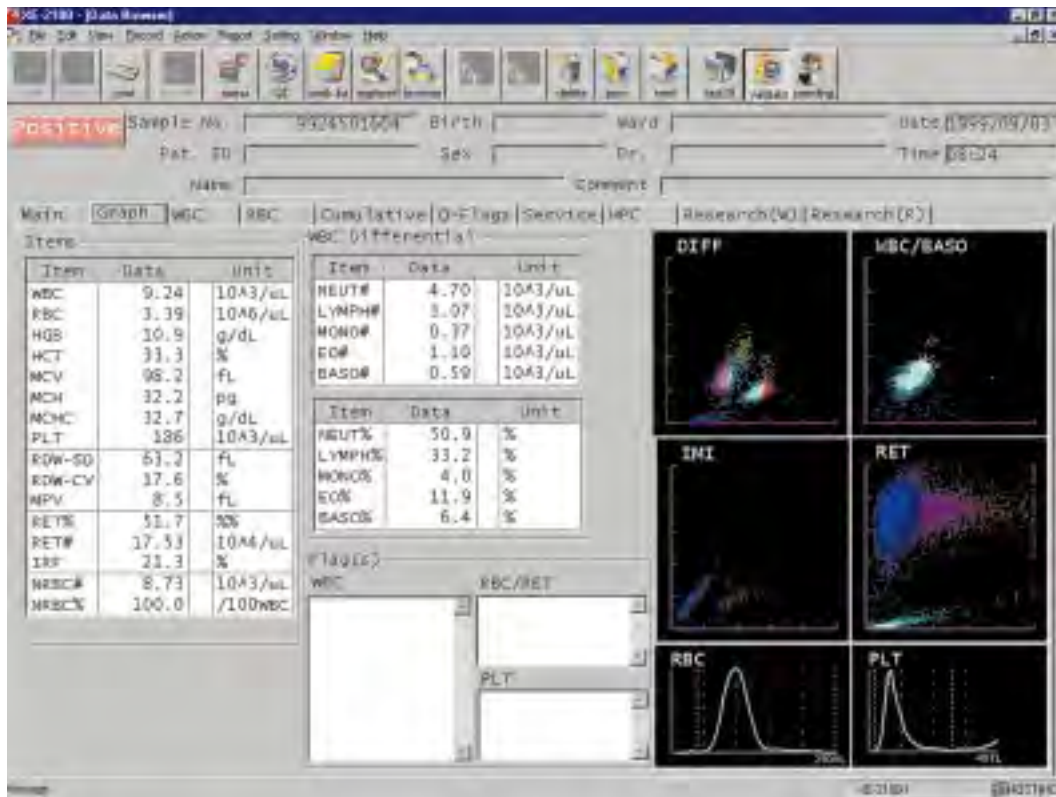 XE-2100 - [Data Browser]
File Edit View Record Action Report Setting Window Help
Positive
Sample No. 9924501604 Birth Ward Date 1999/09/03
Pat. ID Sex Dr. Time 08:24
Name Comment
Main Graph WBC RBC Cumulative Q-Flags Service HPC Research(W) Research(R)
Items
Item Data Unit
WBC 9.24 10^3/uL
RBC 3.39 10^6/uL
HGB 10.9 g/dL
HCT 33.3 %
MCV 98.2 fL
MCH 32.2 pg
MCHC 32.7 g/dL
PLT 10^3/uL
RDW-SD 63.2 fL
RDW-CV 17.6 %
MPV 8.5 fL
RET% 51.7
RET# 17.53 10^4/uL
IRF 21.3 %
NRBC# 8.73 10^3/uL
NRBC% 100.0 /100WBC
WBC Differential
Item Data Unit
NEUT# 4.70 10^3/uL
LYMPH# 3.07 10^3/uL
MONO# 0.37 10^3/uL
EO# 1.10 10^3/uL
BASO# 0.59 10^3/uL
Item Data Unit
NEUT% 50.9 %
LYMPH% 33.2 %
MONO% 4.0 %
EO% 11.9 %
BASO% 6.4 %
Flag(s)
WBC
RBC/RET
PLT
DIFF
WBC/BASO
IMI
RET
RBC
PLT